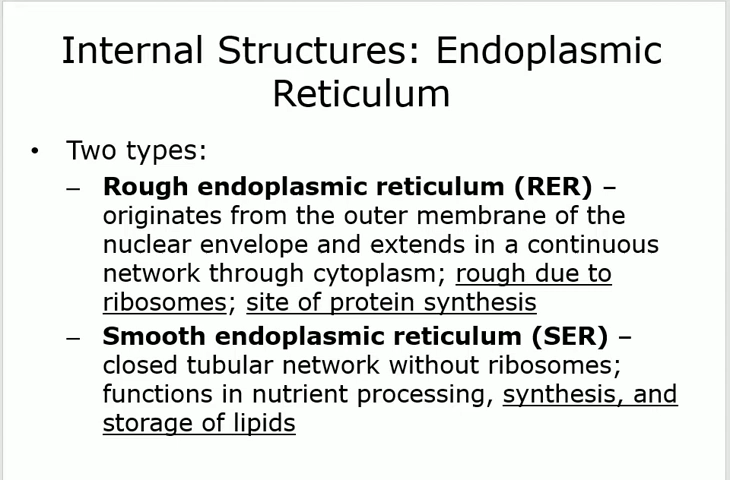 Internal Structures: Endoplasmic
Reticulum
• Two types:
– Rough endoplasmic reticulum (RER) –
originates from the outer membrane of the
nuclear envelope and extends in a continuous
network through cytoplasm; rough due to
ribosomes; site of protein synthesis
– Smooth endoplasmic reticulum (SER) –
closed tubular network without ribosomes;
functions in nutrient processing, synthesis, and
storage of lipids